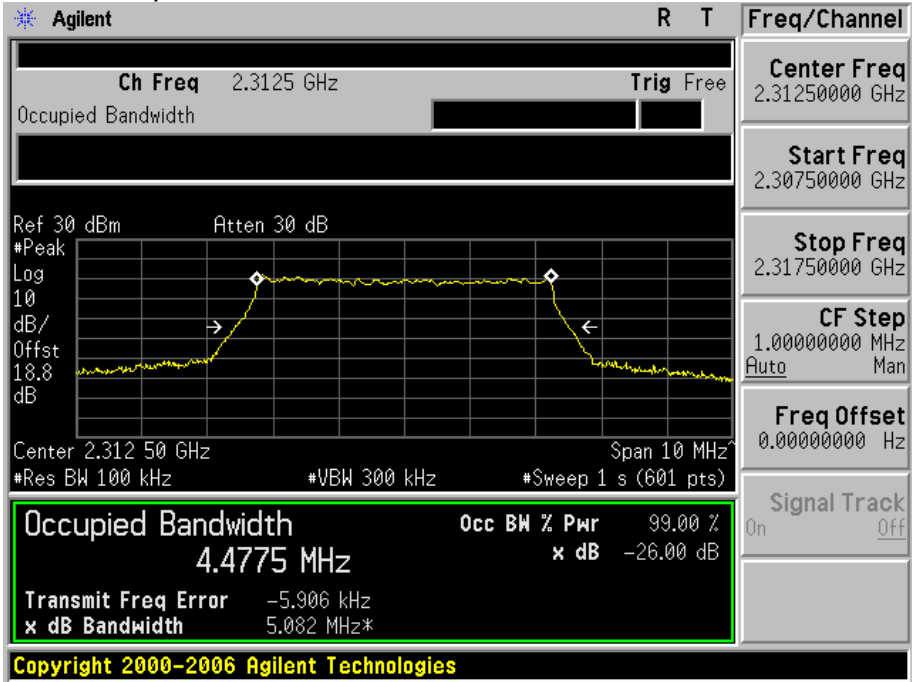 Agilent R T Freq/Channel
Ch Freq 2.3125 GHz Trig Free
Occupied Bandwidth
Center Freq
2.31250000 GHz
Start Freq
2.30750000 GHz
Stop Freq
2.31750000 GHz
CF Step
1.00000000 MHz
Auto Man
Freq Offset
0.00000000 Hz
Signal Track
On Off
Ref 30 dBm Atten 30 dB
#Peak
Log
10
dB/
Offst
18.8
dB
Center 2.312 50 GHz Span 10 MHz^
#Res BW 100 kHz #VBW 300 kHz #Sweep 1 s (601 pts)
Occupied Bandwidth Occ BW % Pwr 99.00 %
4.4775 MHz x dB -26.00 dB
Transmit Freq Error -5.906 kHz
x dB Bandwidth 5.082 MHz*
Copyright 2000-2006 Agilent Technologies